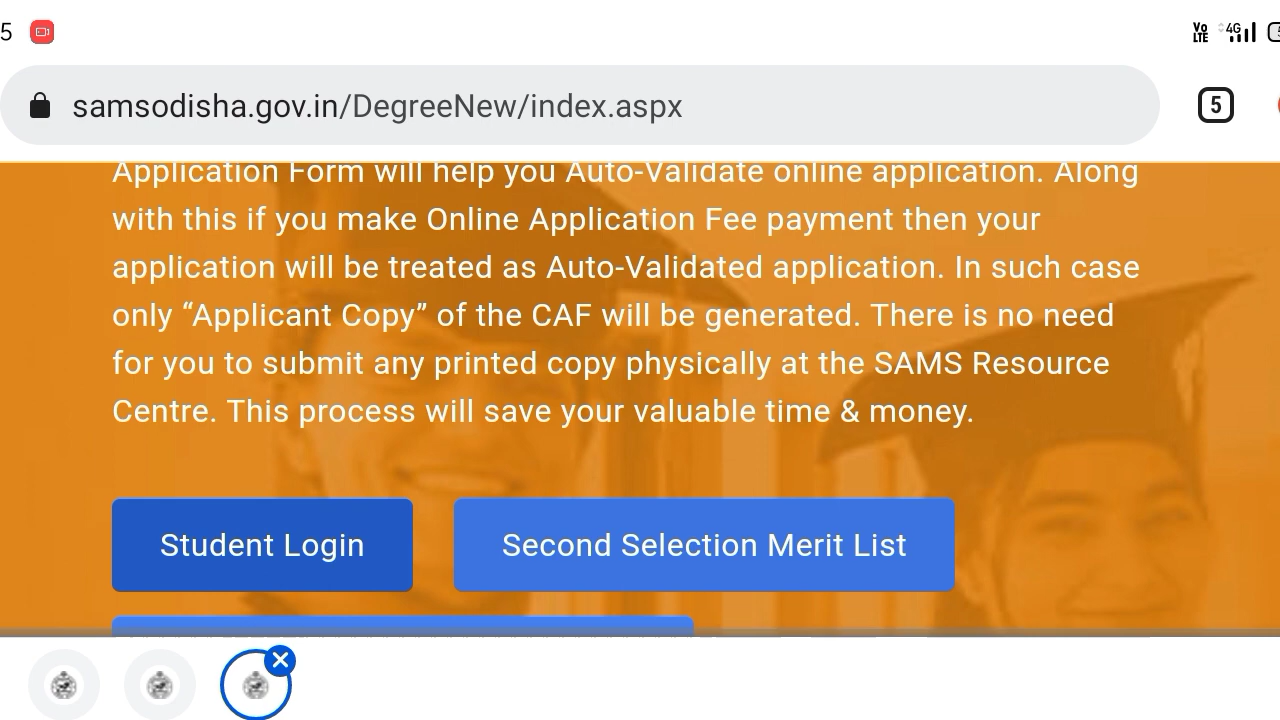 5
Vo LTE 4G
samsodisha.gov.in/DegreeNew/index.aspx
5
Application Form will help you Auto-Validate online application. Along
with this if you make Online Application Fee payment then your
application will be treated as Auto-Validated application. In such case
only “Applicant Copy” of the CAF will be generated. There is no need
for you to submit any printed copy physically at the SAMS Resource
Centre. This process will save your valuable time & money.
Student Login
Second Selection Merit List